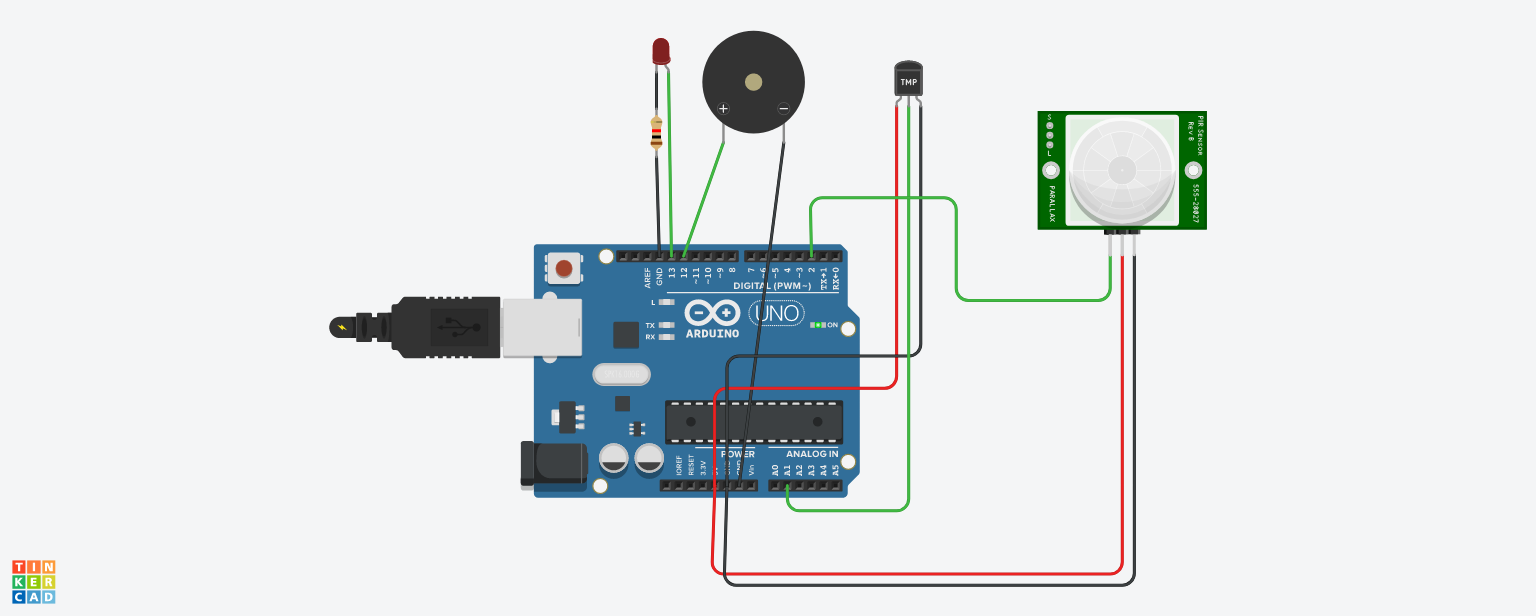 TMP
+
−
S
L
PIR SENSOR
REV B
PARALLAX
555-28027
AREF
GND
13
12
~11
~10
~9
8
7
~6
~5
4
~3
2
TX→1
RX←0
DIGITAL (PWM~)
L
TX
RX
ARDUINO
UNO
ON
IOREF
RESET
3.3V
POWER
GND
Vin
ANALOG IN
A0
A1
A2
A3
A4
A5
TIN
KER
CAD